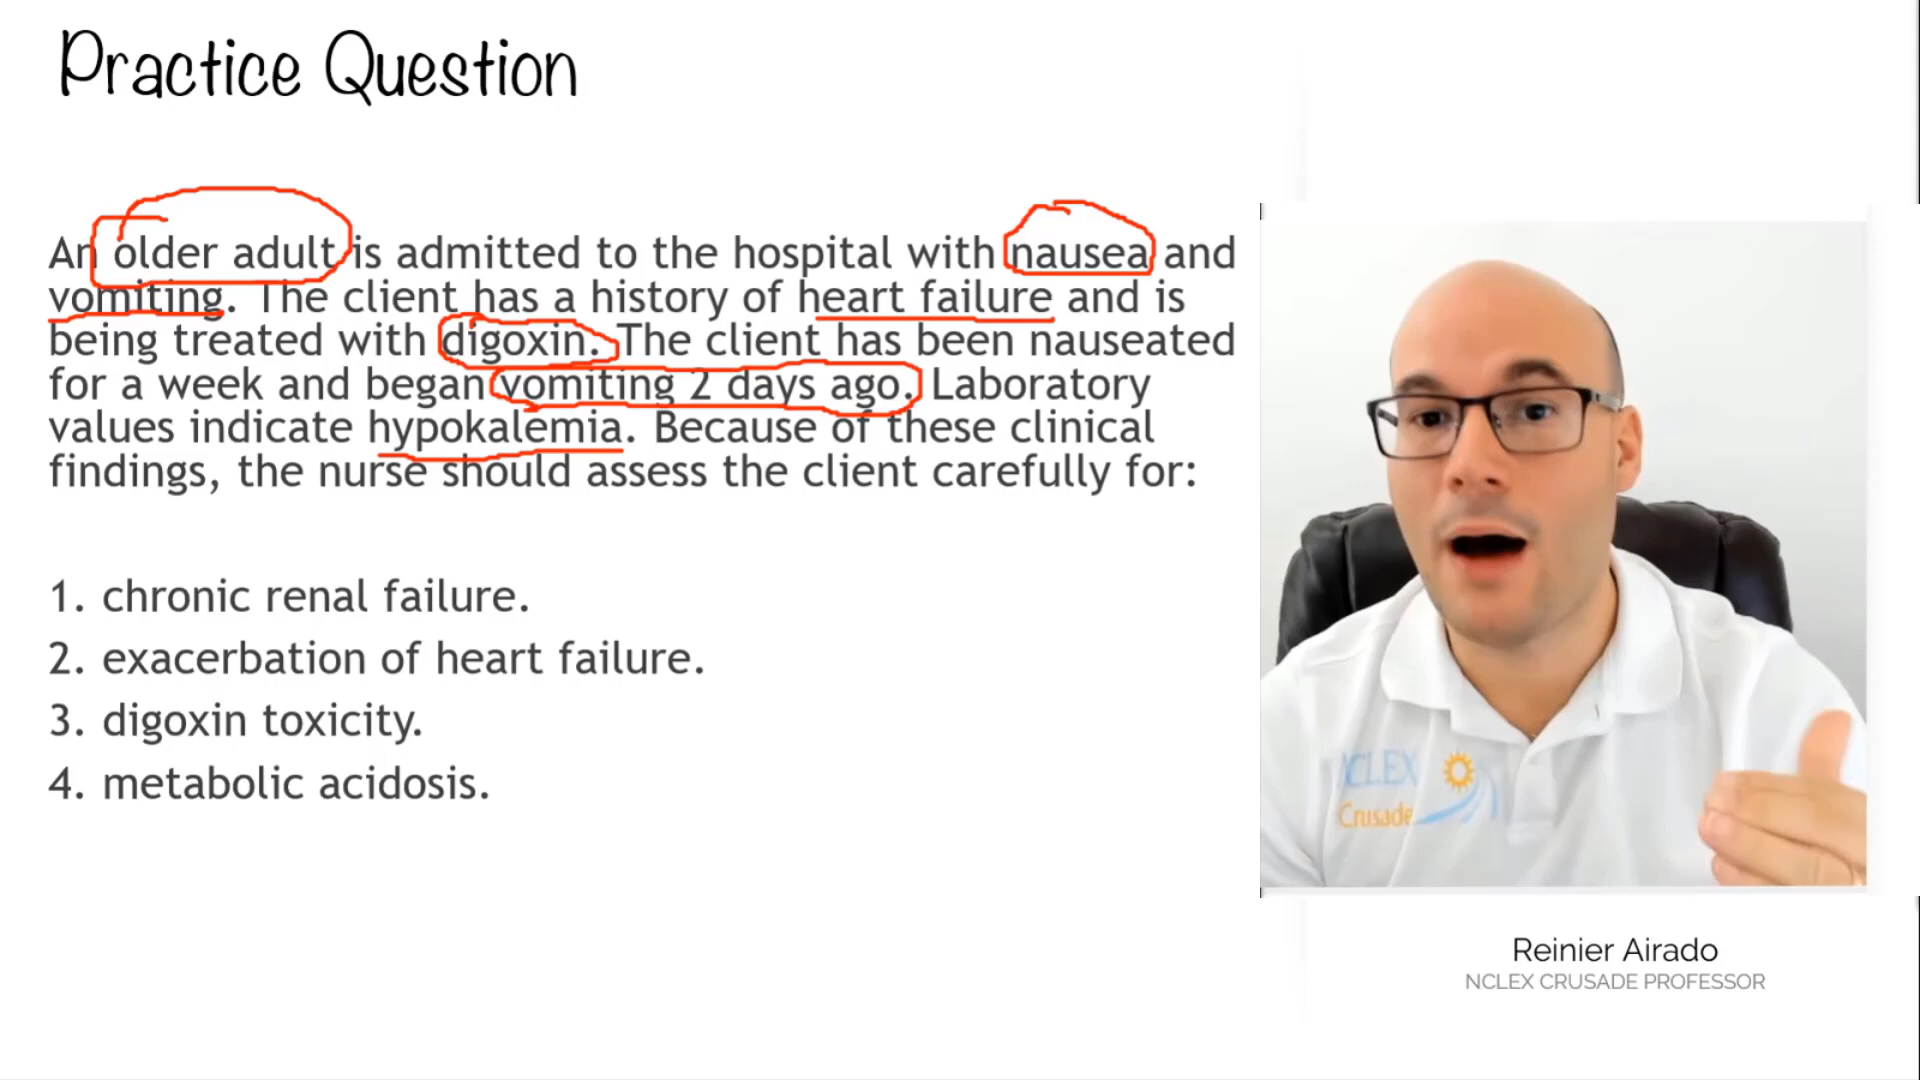 Practice Question
An older adult is admitted to the hospital with nausea and
vomiting. The client has a history of heart failure and is
being treated with digoxin. The client has been nauseated
for a week and began vomiting 2 days ago. Laboratory
values indicate hypokalemia. Because of these clinical
findings, the nurse should assess the client carefully for:
1. chronic renal failure.
2. exacerbation of heart failure.
3. digoxin toxicity.
4. metabolic acidosis.
NCLEX
Crusade
Reinier Airado
NCLEX CRUSADE PROFESSOR